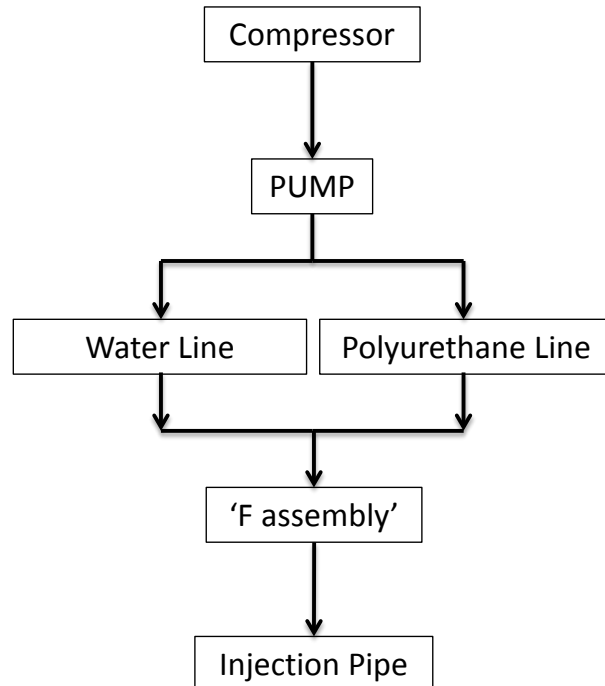 Compressor
PUMP
Water Line
Polyurethane Line
‘F assembly’
Injection Pipe